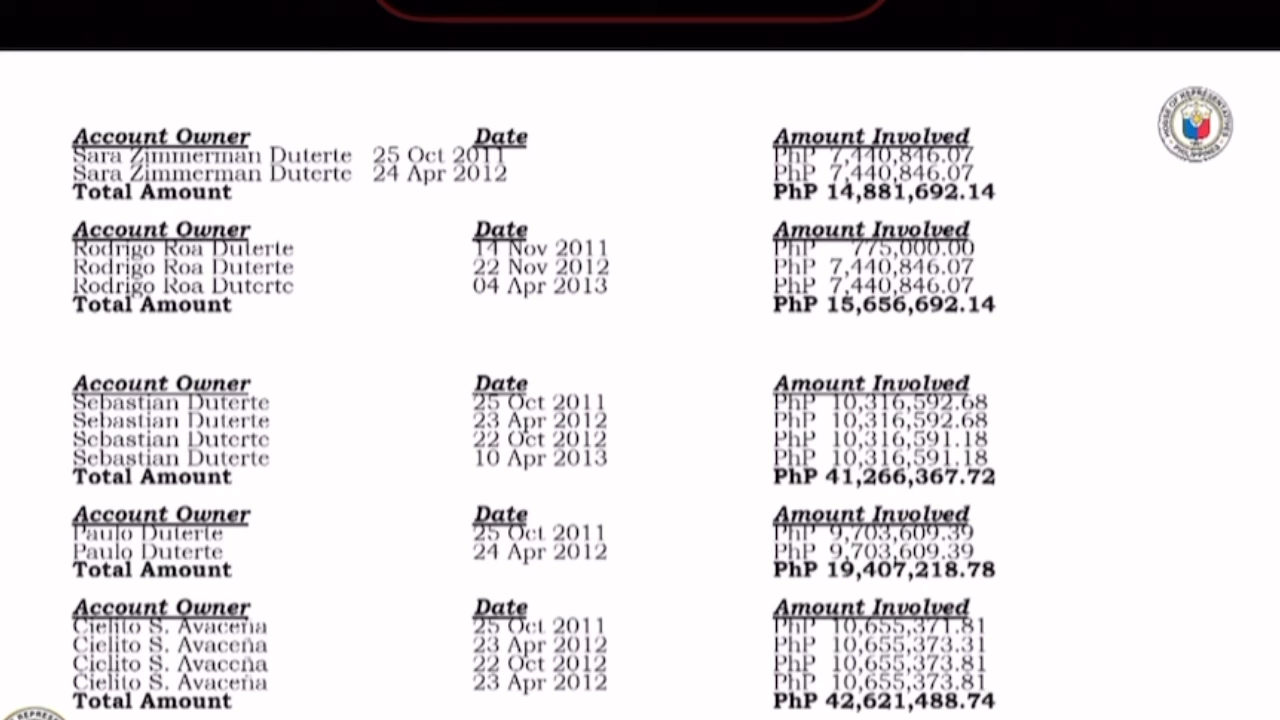 HOUSE OF REPRESENTATIVES
PHILIPPINES
Account Owner Date Amount Involved
Sara Zimmerman Duterte 25 Oct 2011 PhP 7,440,846.07
Sara Zimmerman Duterte 24 Apr 2012 PhP 7,440,846.07
Total Amount PhP 14,881,692.14
Account Owner Date Amount Involved
Rodrigo Roa Duterte 14 Nov 2011 PhP 775,000.00
Rodrigo Roa Duterte 22 Nov 2012 PhP 7,440,846.07
Rodrigo Roa Duterte 04 Apr 2013 PhP 7,440,846.07
Total Amount PhP 15,656,692.14
Account Owner Date Amount Involved
Sebastian Duterte 25 Oct 2011 PhP 10,316,592.68
Sebastian Duterte 23 Apr 2012 PhP 10,316,592.68
Sebastian Duterte 22 Oct 2012 PhP 10,316,591.18
Sebastian Duterte 10 Apr 2013 PhP 10,316,591.18
Total Amount PhP 41,266,367.72
Account Owner Date Amount Involved
Paulo Duterte 25 Oct 2011 PhP 9,703,609.39
Paulo Duterte 24 Apr 2012 PhP 9,703,609.39
Total Amount PhP 19,407,218.78
Account Owner Date Amount Involved
Cielito S. Avaceña 25 Oct 2011 PhP 10,655,371.81
Cielito S. Avaceña 23 Apr 2012 PhP 10,655,373.31
Cielito S. Avaceña 22 Oct 2012 PhP 10,655,373.81
Cielito S. Avaceña 23 Apr 2012 PhP 10,655,373.81
Total Amount PhP 42,621,488.74